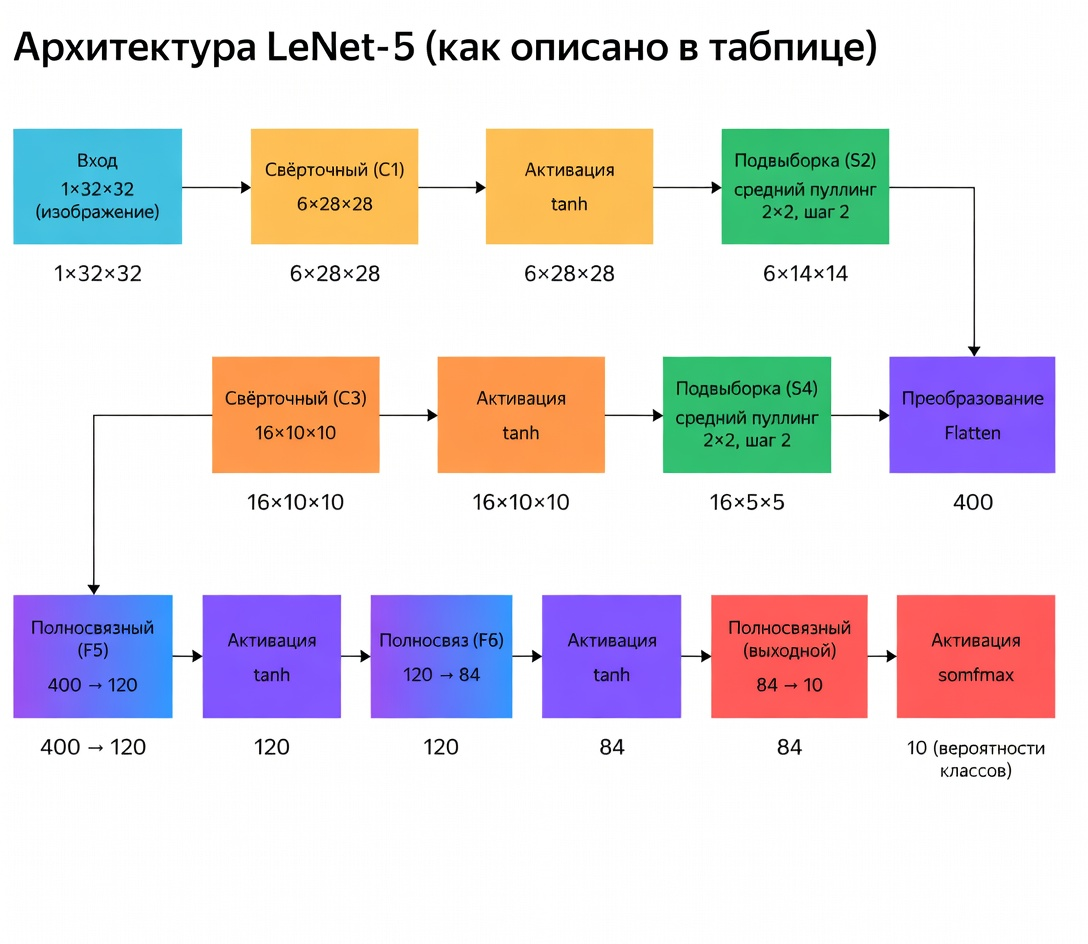 Архитектура LeNet-5 (как описано в табпице)
Вход
1×32×32
(изображение)
Свёрточный (C1)
6×28×28
Активация
tanh
Подвыборка (S2)
средний пуллинг
2×2, шаг 2
1×32×32
6×28×28
6×28×28
6×14×14
Свёрточный (C3)
16×10×10
Активация
tanh
Подвыборка (S4)
средний пуллинг
2×2, шаг 2
Преобразование
Flatten
16×10×10
16×10×10
16×5×5
400
Полносвязный
(F5)
400 → 120
Активация
tanh
Полносвяз (F6)
120 → 84
Активация
tanh
Полносвязный
(выходной)
84 → 10
Активация
somfmax
400 → 120
120
120
84
84
10 (вероятности
классов)